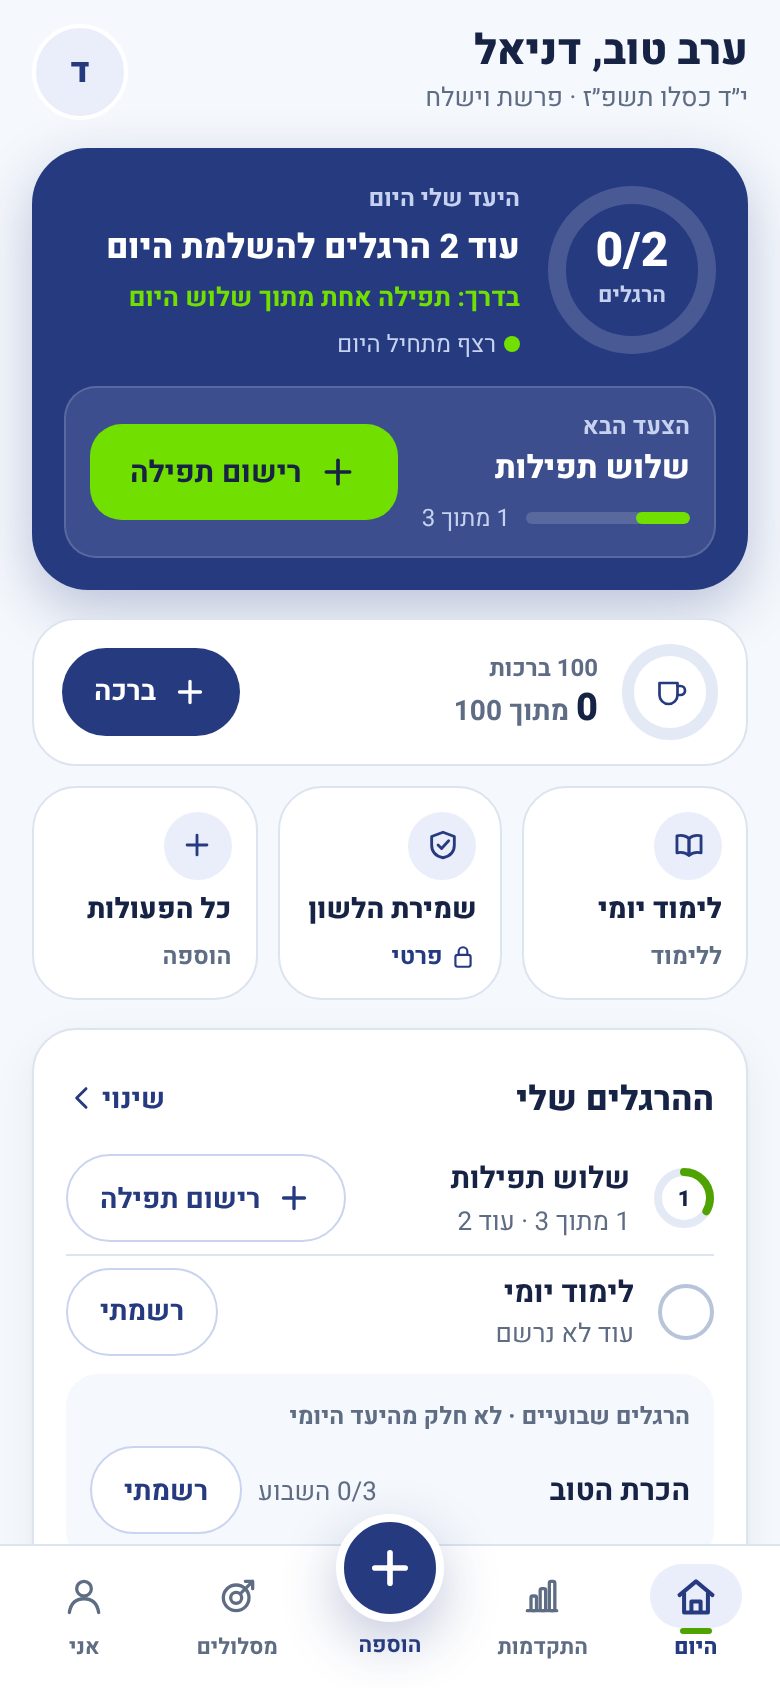 ערב טוב, דניאל
י״ד כסלו תשפ״ז · פרשת וישלח
ד
היעד שלי היום
עוד 2 הרגלים להשלמת היום
בדרך: תפילה אחת מתוך שלוש היום
רצף מתחיל היום
0/2
הרגלים
הצעד הבא
שלוש תפילות
1 מתוך 3
רישום תפילה
100 ברכות
0 מתוך 100
ברכה
לימוד יומי
ללימוד
שמירת הלשון
פרטי
כל הפעולות
הוספה
ההרגלים שלי
שינוי
1
שלוש תפילות
1 מתוך 3 · עוד 2
רישום תפילה
לימוד יומי
עוד לא נרשם
רשמתי
הרגלים שבועיים · לא חלק מהיעד היומי
הכרת הטוב
0/3 השבוע
רשמתי
היום
התקדמות
הוספה
מסלולים
אני